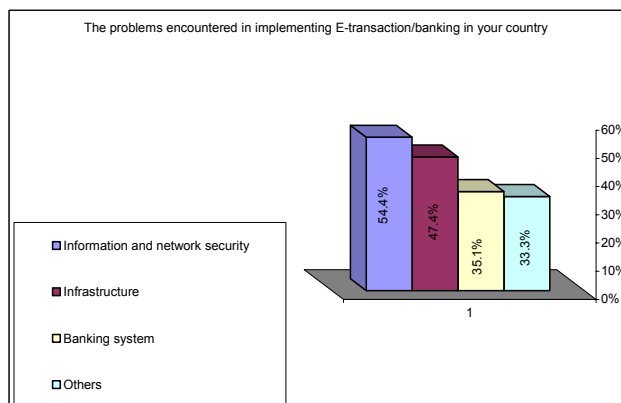 The problems encountered in implementing E-transaction/banking in your country
60%
50%
40%
30%
20%
10%
0%
54.4%
47.4%
35.1%
33.3%
1
Information and network security
Infrastructure
Banking system
Others